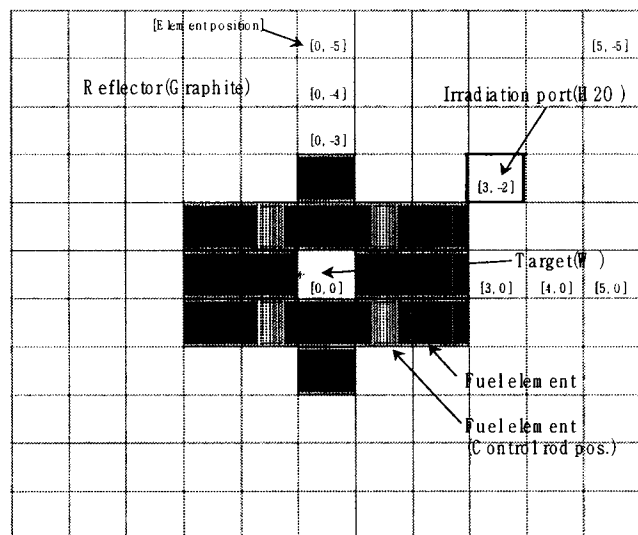 [Element position]
[0, -5]
[5, -5]
Reflector(Graphite)
[0, -4]
Irradiation port(H2O)
[0, -3]
[3, -2]
Target(W)
[0, 0]
[3, 0]
[4, 0]
[5, 0]
Fuel element
Fuel element
(Control rod pos.)